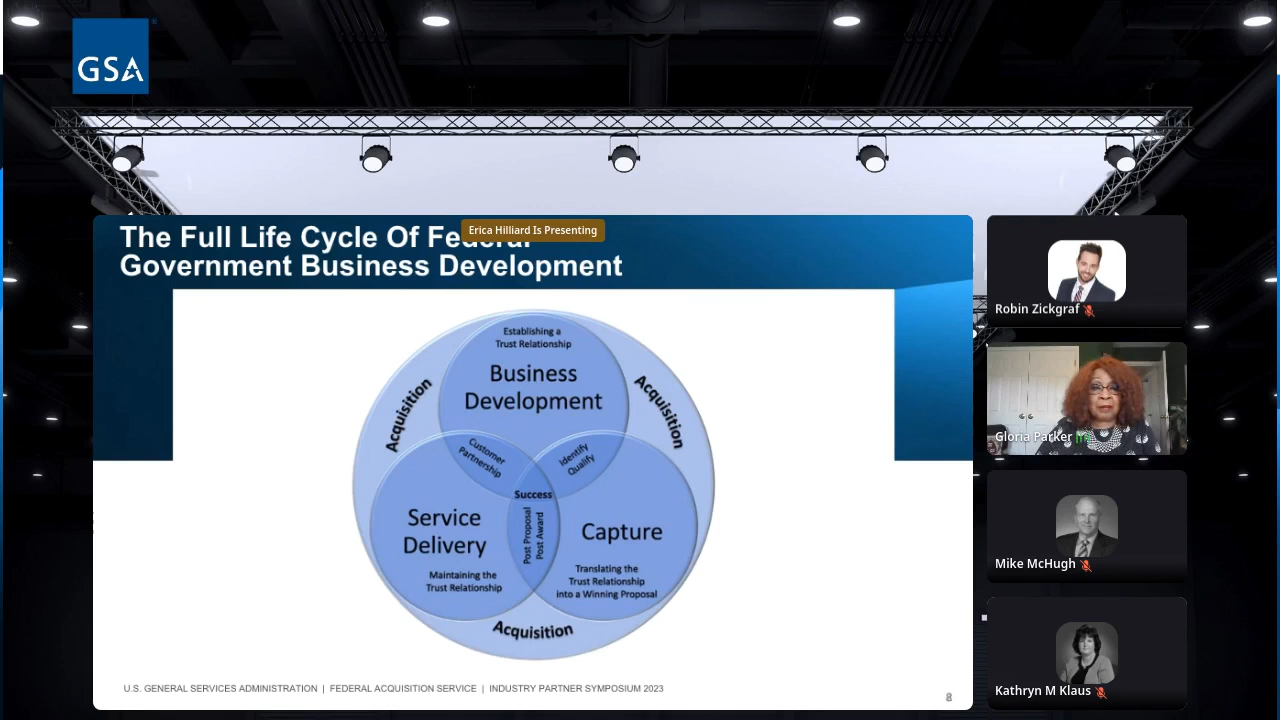 GSA
Erica Hilliard Is Presenting
The Full Life Cycle Of Federal
Government Business Development
Establishing a
Trust Relationship
Business
Development
Acquisition
Acquisition
Customer
Partnership
Identify
Qualify
Success
Service
Delivery
Post Proposal
Post Award
Capture
Maintaining the
Trust Relationship
Translating the
Trust Relationship
into a Winning Proposal
Acquisition
U.S. GENERAL SERVICES ADMINISTRATION | FEDERAL ACQUISITION SERVICE | INDUSTRY PARTNER SYMPOSIUM 2023
8
Robin Zickgraf
Gloria Parker
Mike McHugh
Kathryn M Klaus